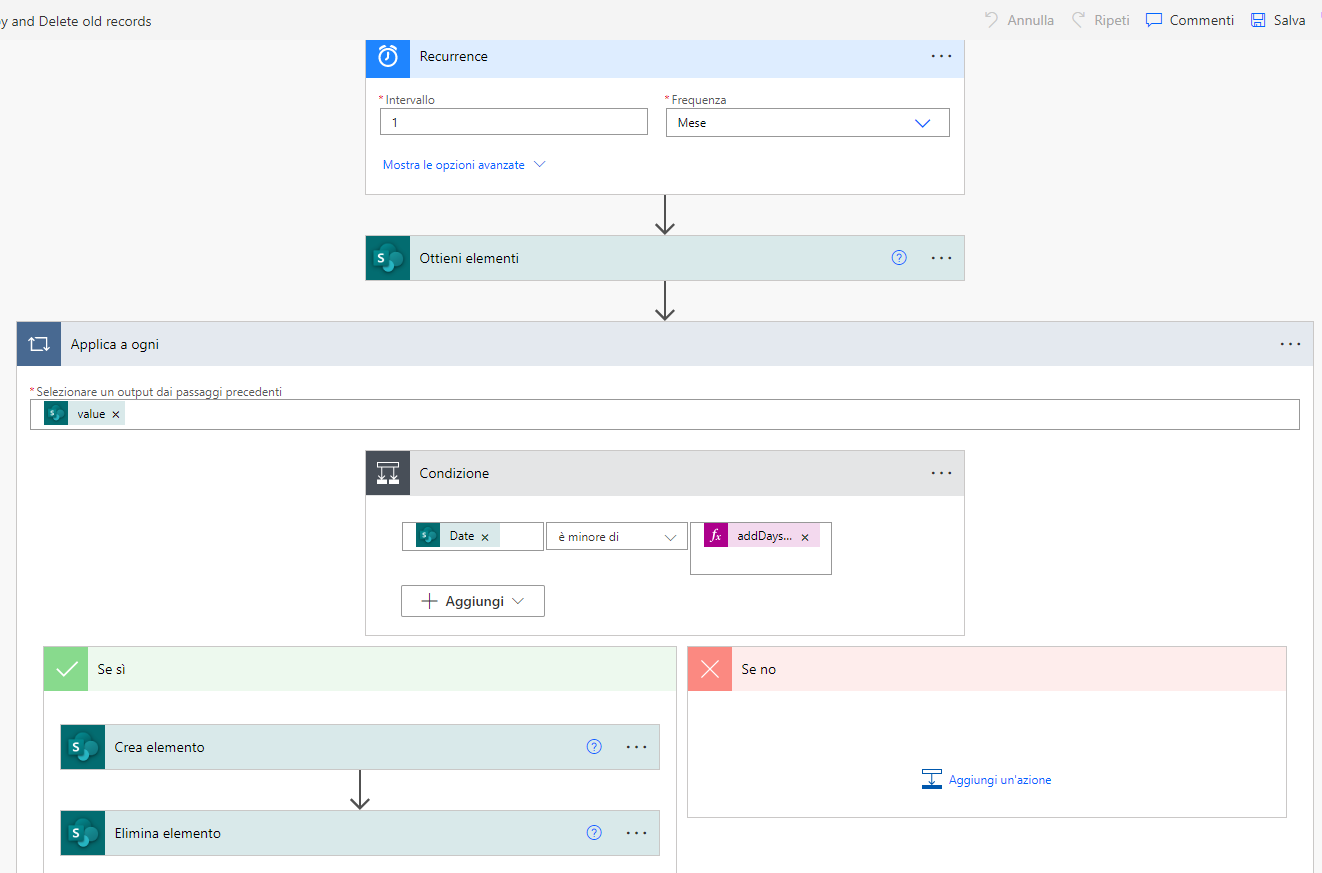 y and Delete old records
Annulla
Ripeti
Commenti
Salva
Recurrence
* Intervallo
* Frequenza
1
Mese
Mostra le opzioni avanzate
Ottieni elementi
Applica a ogni
* Selezionare un output dai passaggi precedenti
value
Condizione
Date
è minore di
addDays...
Aggiungi
Se sì
Se no
Crea elemento
Aggiungi un'azione
Elimina elemento